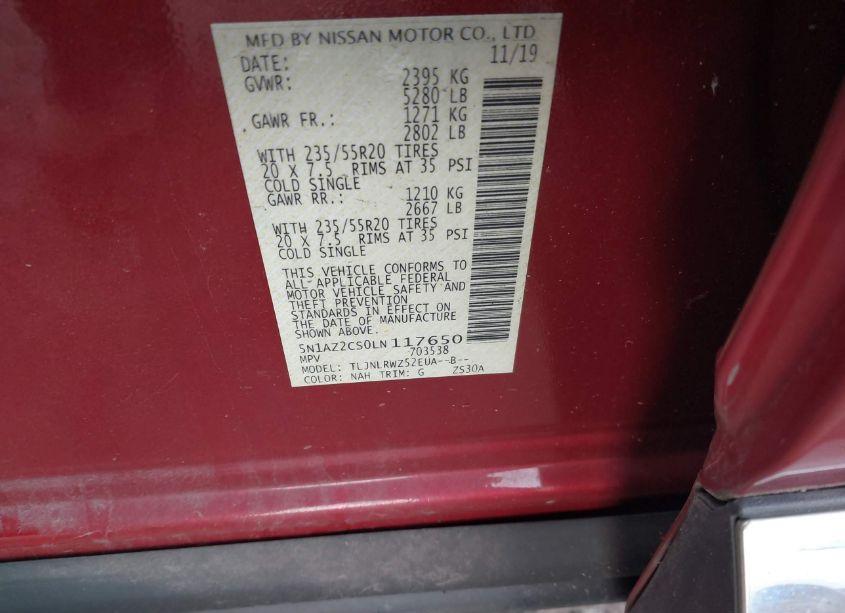 MFD BY NISSAN MOTOR CO., LTD
DATE: 11/19
GVWR: 2395 KG
5280 LB
GAWR FR.: 1271 KG
2802 LB
WITH 235/55R20 TIRES
20 X 7.5 RIMS AT 35 PSI
COLD SINGLE
GAWR RR.: 1210 KG
2667 LB
WITH 235/55R20 TIRES
20 X 7.5 RIMS AT 35 PSI
COLD SINGLE
THIS VEHICLE CONFORMS TO
ALL APPLICABLE FEDERAL
MOTOR VEHICLE SAFETY AND
THEFT PREVENTION
STANDARDS IN EFFECT ON
THE DATE OF MANUFACTURE
SHOWN ABOVE.
5N1AZ2CS0LN 117650
MPV 703538
MODEL: TLJNLRWZ52EUA--B--
COLOR: NAH TRIM: G ZS30A